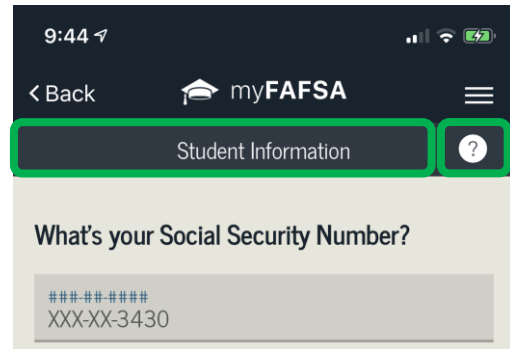 9:44
< Back myFAFSA
Student Information ?
What's your Social Security Number?
###-##-####
XXX-XX-3430